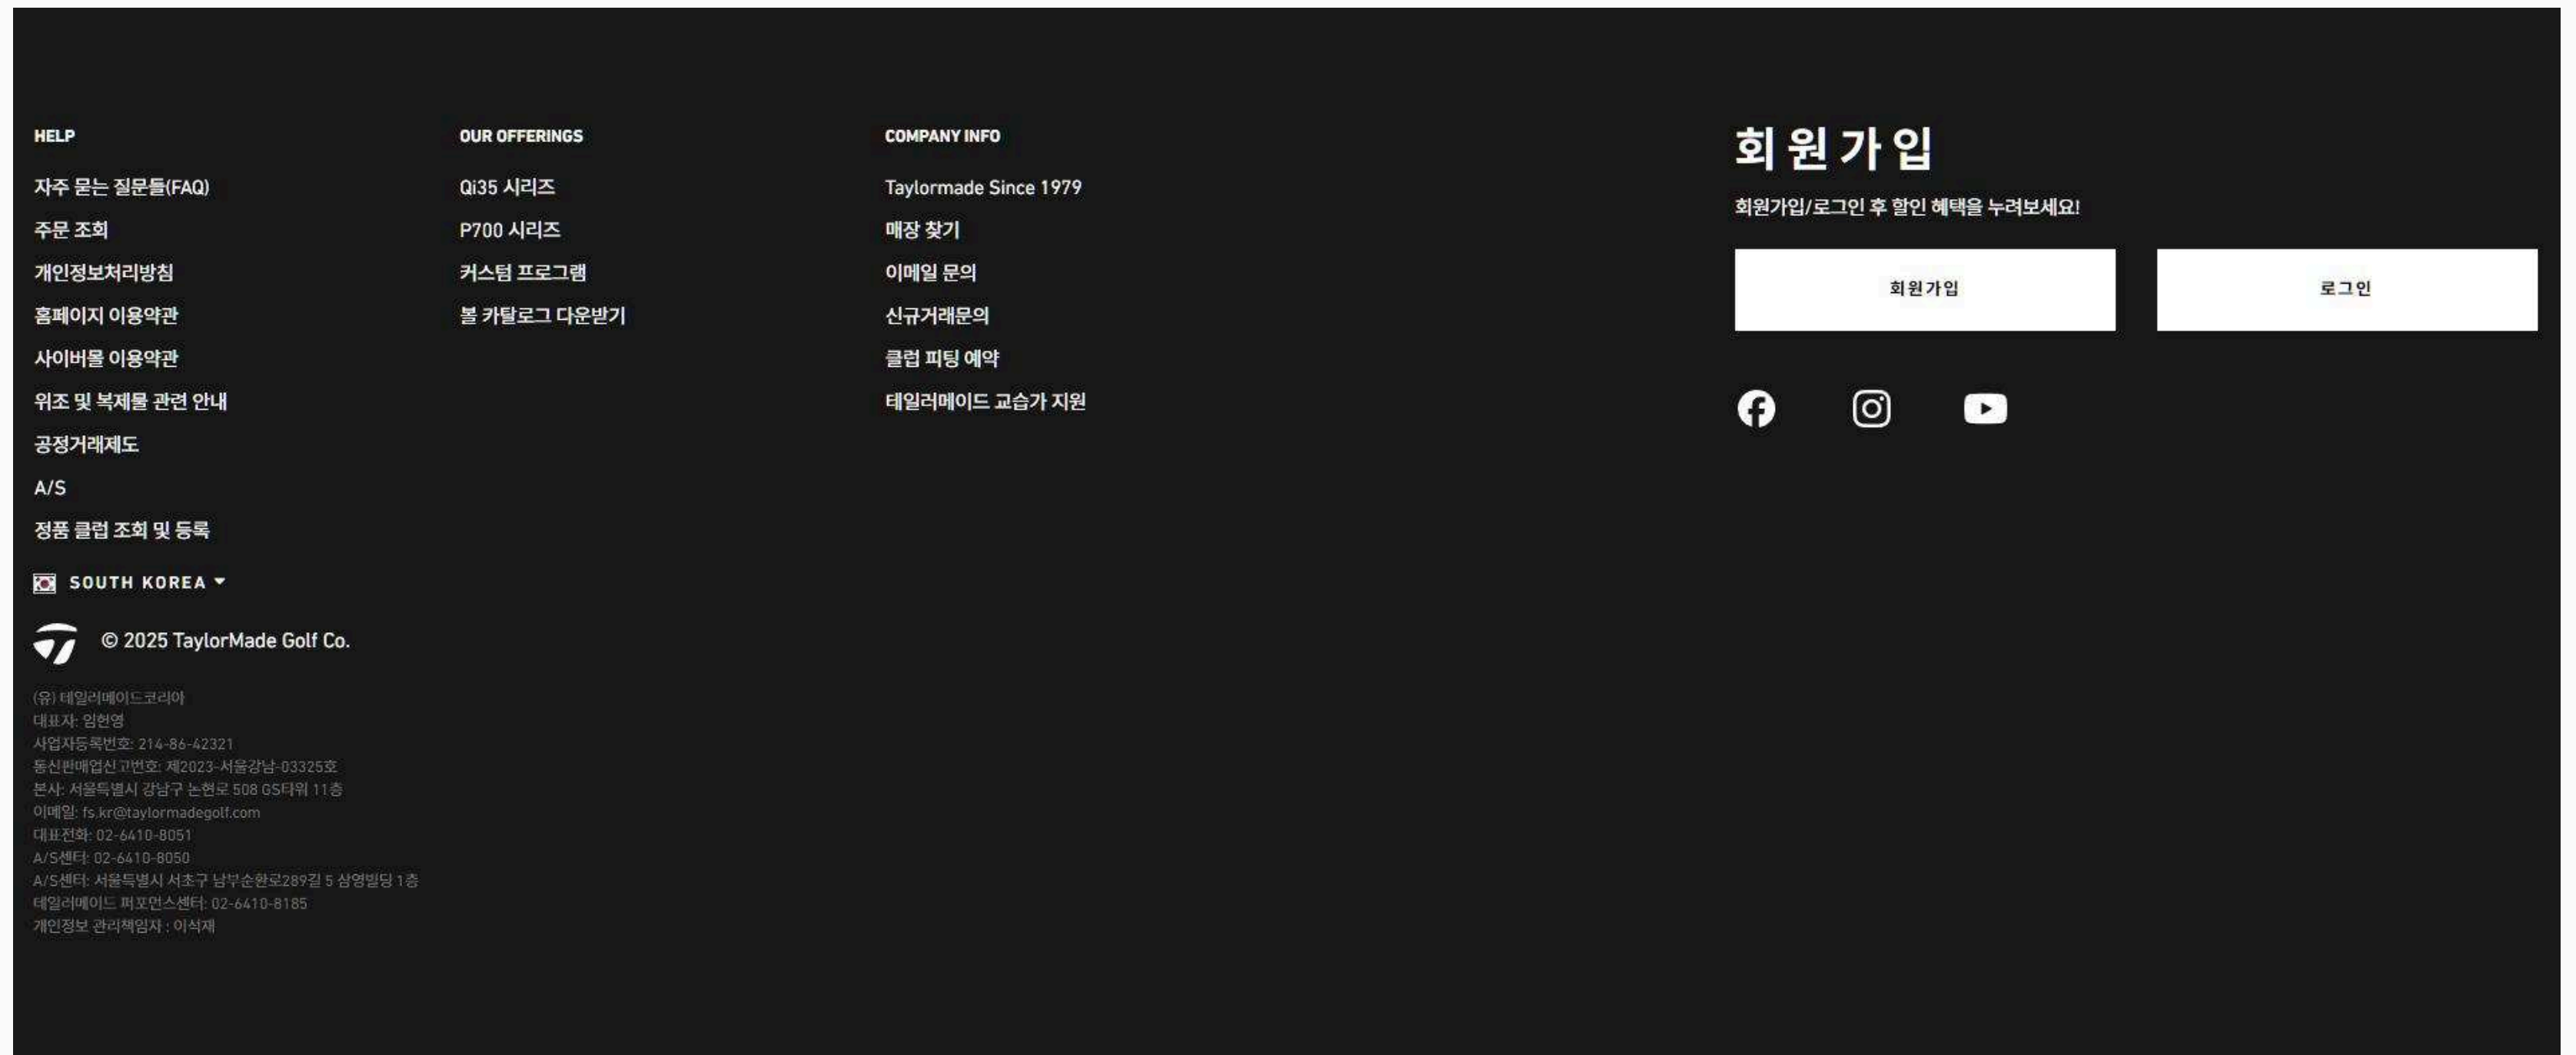 HELP
자주 묻는 질문들(FAQ)
주문 조회
개인정보처리방침
홈페이지 이용약관
사이버몰 이용약관
위조 및 복제물 관련 안내
공정거래제도
A/S
정품 클럽 조회 및 등록
OUR OFFERINGS
Qi35 시리즈
P700 시리즈
커스텀 프로그램
볼 카탈로그 다운받기
COMPANY INFO
Taylormade Since 1979
매장 찾기
이메일 문의
신규거래문의
클럽 피팅 예약
테일러메이드 교습가 지원
회원가입
회원가입/로그인 후 할인 혜택을 누려보세요!
회원가입
로그인
SOUTH KOREA
© 2025 TaylorMade Golf Co.
(유) 테일러메이드코리아
대표자: 임헌영
사업자등록번호: 214-86-42321
통신판매업신고번호: 제2023-서울강남-03325호
본사: 서울특별시 강남구 논현로 508 GS타워 11층
이메일: fs.kr@taylormadegolf.com
대표전화: 02-6410-8051
A/S센터: 02-6410-8050
A/S센터: 서울특별시 서초구 남부순환로289길 5 삼영빌딩 1층
테일러메이드 퍼포먼스센터: 02-6410-8185
개인정보 관리책임자 : 이석재